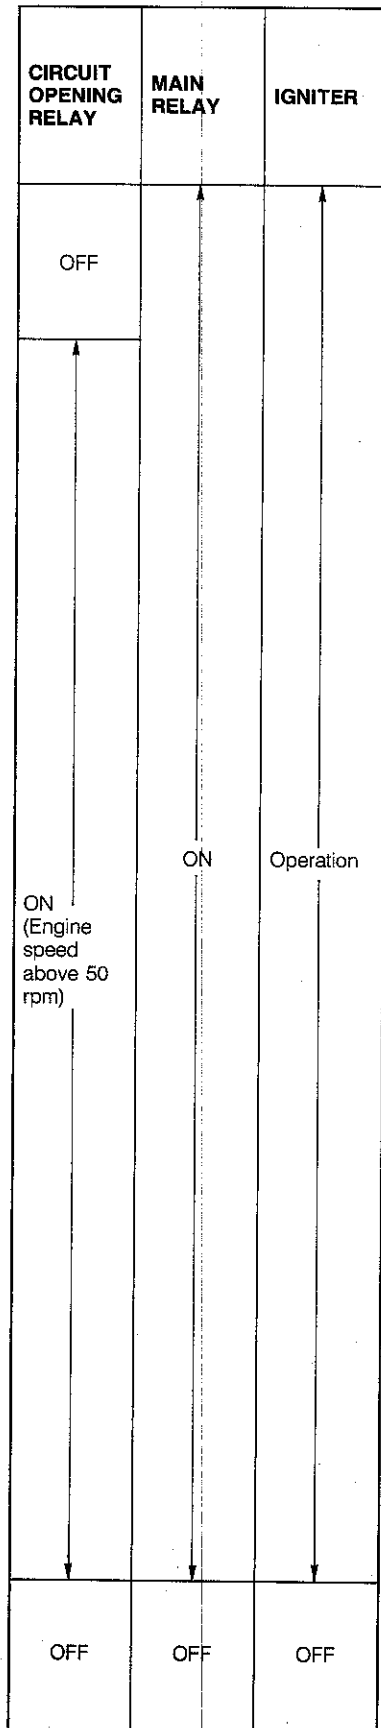 CIRCUIT
OPENING
RELAY
MAIN
RELAY
IGNITER
OFF
ON
(Engine
speed
above 50
rpm)
ON
Operation
OFF
OFF
OFF